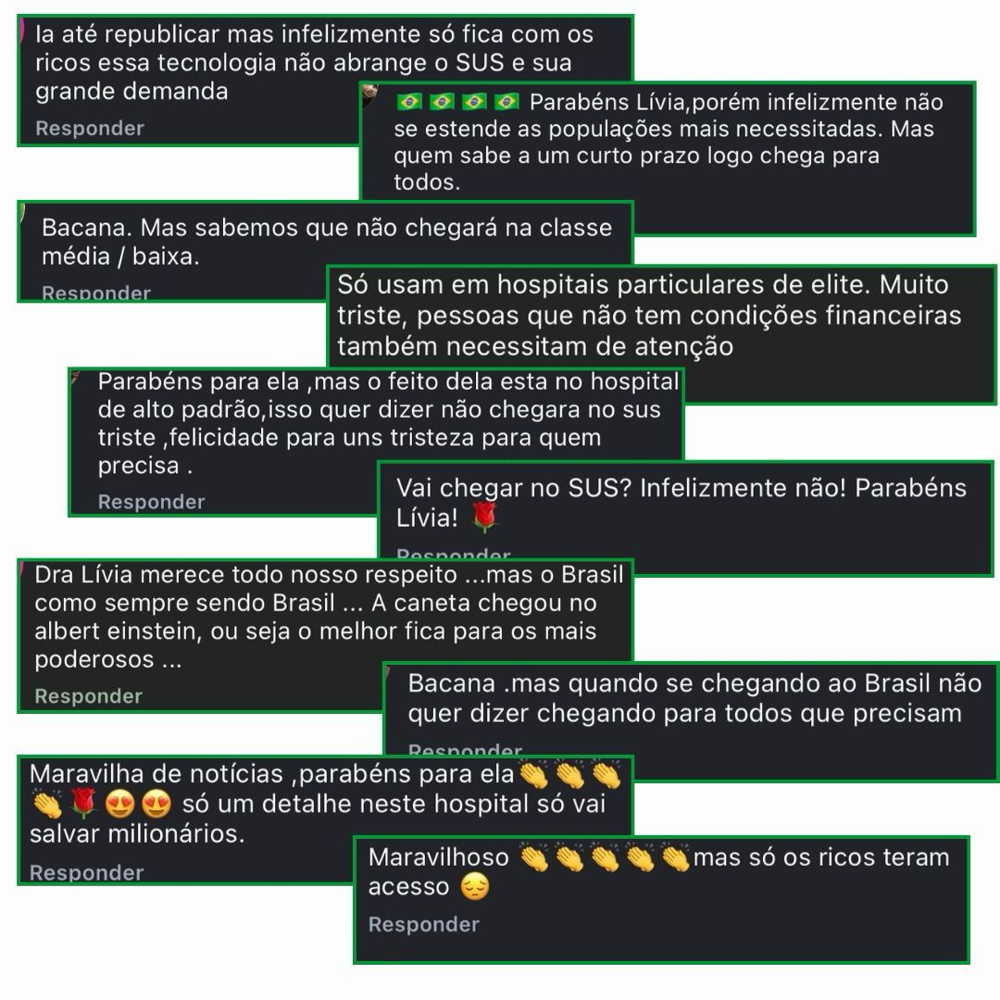 Ia até republicar mas infelizmente só fica com os
ricos essa tecnologia não abrange o SUS e sua
grande demanda
Responder
🇧🇷 🇧🇷 🇧🇷 🇧🇷 Parabéns Lívia,porém infelizmente não
se estende as populações mais necessitadas. Mas
quem sabe a um curto prazo logo chega para
todos.
Bacana. Mas sabemos que não chegará na classe
média / baixa.
Responder
Só usam em hospitais particulares de elite. Muito
triste, pessoas que não tem condições financeiras
também necessitam de atenção
Parabéns para ela ,mas o feito dela esta no hospital
de alto padrão,isso quer dizer não chegara no sus
triste ,felicidade para uns tristeza para quem
precisa .
Responder
Vai chegar no SUS? Infelizmente não! Parabéns
Lívia! 🌹
Responder
Dra Lívia merece todo nosso respeito ...mas o Brasil
como sempre sendo Brasil ... A caneta chegou no
albert einstein, ou seja o melhor fica para os mais
poderosos ...
Responder
Bacana .mas quando se chegando ao Brasil não
quer dizer chegando para todos que precisam
Responder
Maravilha de notícias ,parabéns para ela👏👏👏
👏🌹😍😍 só um detalhe neste hospital só vai
salvar milionários.
Responder
Maravilhoso 👏👏👏👏👏mas só os ricos teram
acesso 😔
Responder